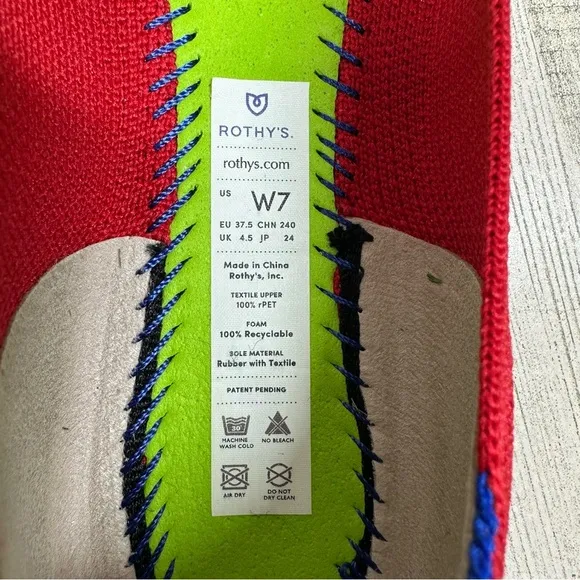 ROTHY'S.
rothys.com
US W7
EU 37.5 CHN 240
UK 4.5 JP 24
Made in China
Rothy's, Inc.
TEXTILE UPPER
100% rPET
FOAM
100% Recyclable
SOLE MATERIAL
Rubber with Textile
PATENT PENDING
30°
MACHINE WASH COLD
NO BLEACH
AIR DRY
DO NOT DRY CLEAN